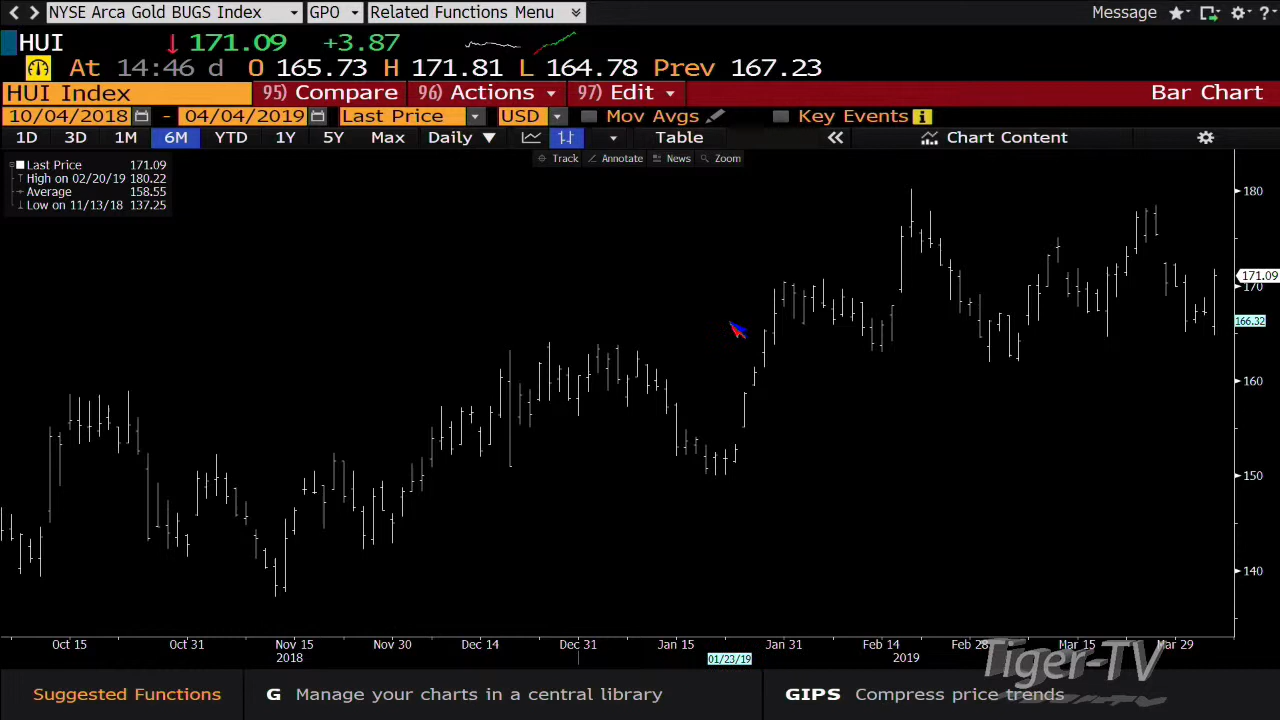 NYSE Arca Gold BUGS Index GPO Related Functions Menu Message ?
HUI 171.09 +3.87
At 14:46 d O 165.73 H 171.81 L 164.78 Prev 167.23
HUI Index 95) Compare 96) Actions 97) Edit Bar Chart
10/04/2018 - 04/04/2019 Last Price USD Mov Avgs Key Events i
1D 3D 1M 6M YTD 1Y 5Y Max Daily Table Chart Content
Track Annotate News Zoom
Last Price 171.09
High on 02/20/19 180.22
Average 158.55
Low on 11/13/18 137.25
180
171.09
170
166.32
160
150
140
Oct 15 Oct 31 Nov 15 Nov 30 Dec 14 Dec 31 Jan 15 Jan 31 Feb 14 Feb 28 Mar 15 Mar 29
2018 01/23/19 2019
Tiger-TV
Suggested Functions G Manage your charts in a central library GIPS Compress price trends